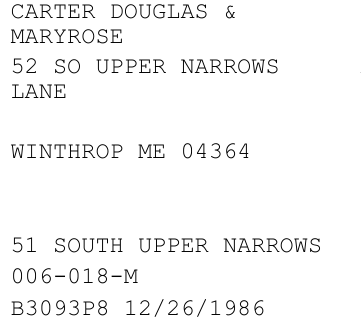 CARTER DOUGLAS &
MARYROSE
52 SO UPPER NARROWS
LANE
WINTHROP ME 04364
51 SOUTH UPPER NARROWS
006-018-M
B3093P8 12/26/1986